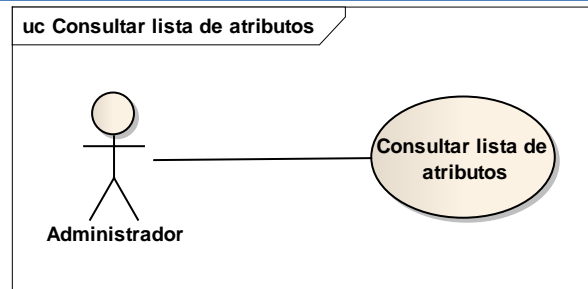 uc Consultar lista de atributos
Consultar lista de
atributos
Administrador